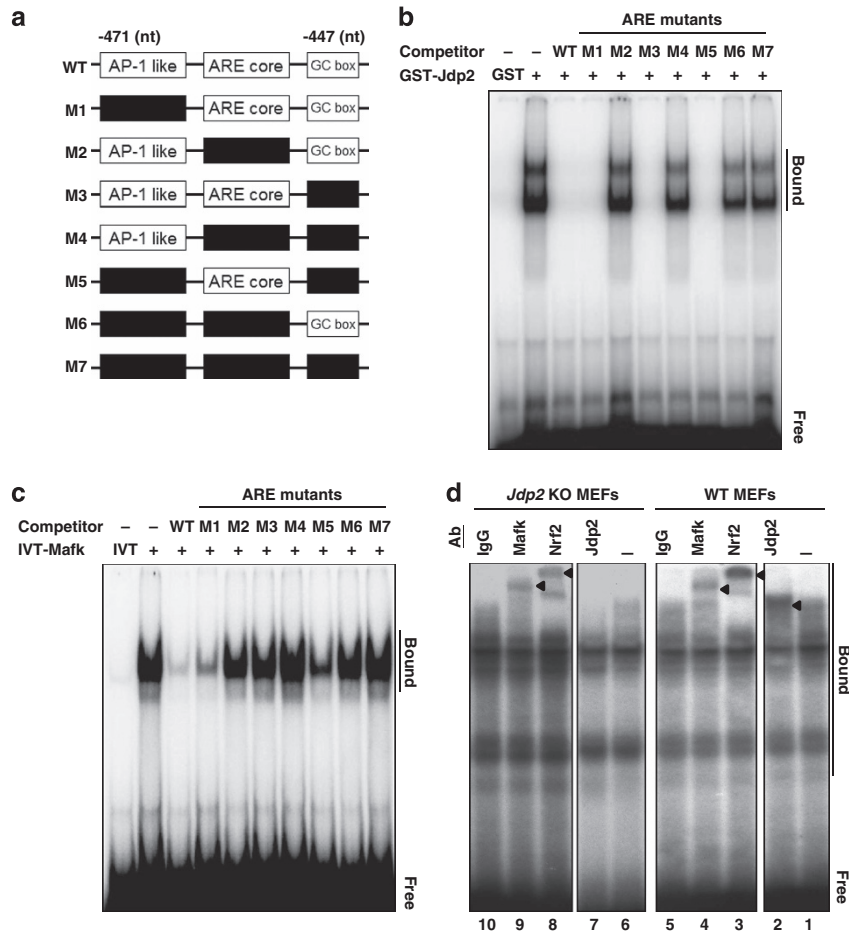 a
-471 (nt) -447 (nt)
WT AP-1 like ARE core GC box
M1 ARE core GC box
M2 AP-1 like GC box
M3 AP-1 like ARE core
M4 AP-1 like
M5 ARE core
M6 GC box
M7
b
ARE mutants
Competitor – – WT M1 M2 M3 M4 M5 M6 M7
GST-Jdp2 GST + + + + + + + + +
Bound
Free
c
ARE mutants
Competitor – – WT M1 M2 M3 M4 M5 M6 M7
IVT-Mafk IVT + + + + + + + + +
Bound
Free
d
Jdp2 KO MEFs WT MEFs
Ab IgG Mafk Nrf2 Jdp2 – IgG Mafk Nrf2 Jdp2 –
Bound
Free
10 9 8 7 6 5 4 3 2 1